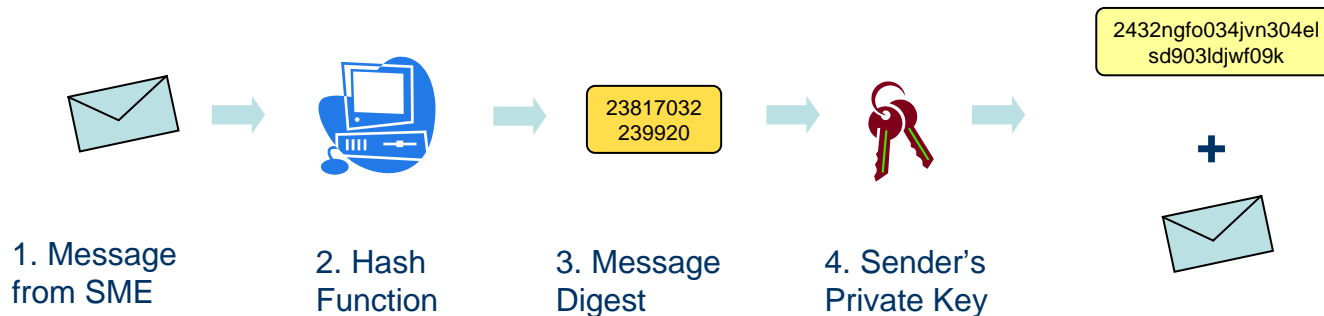 2432ngfo034jvn304el
sd903ldjwf09k
23817032
239920
+
1. Message
from SME
2. Hash
Function
3. Message
Digest
4. Sender's
Private Key